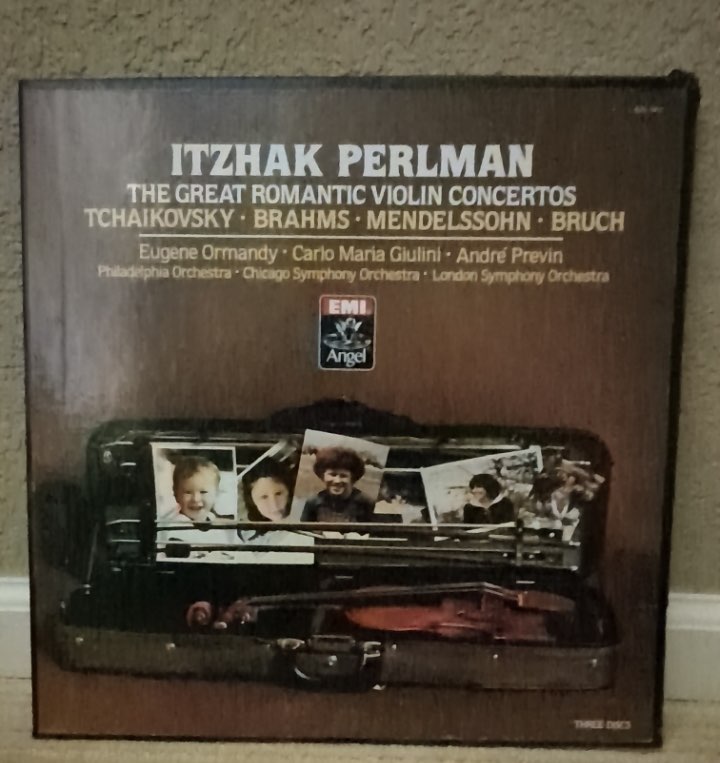 ITZHAK PERLMAN
THE GREAT ROMANTIC VIOLIN CONCERTOS
TCHAIKOVSKY · BRAHMS · MENDELSSOHN · BRUCH
Eugene Ormandy · Carlo Maria Giulini · André Previn
Philadelphia Orchestra · Chicago Symphony Orchestra · London Symphony Orchestra
EMI
Angel
THREE DISCS